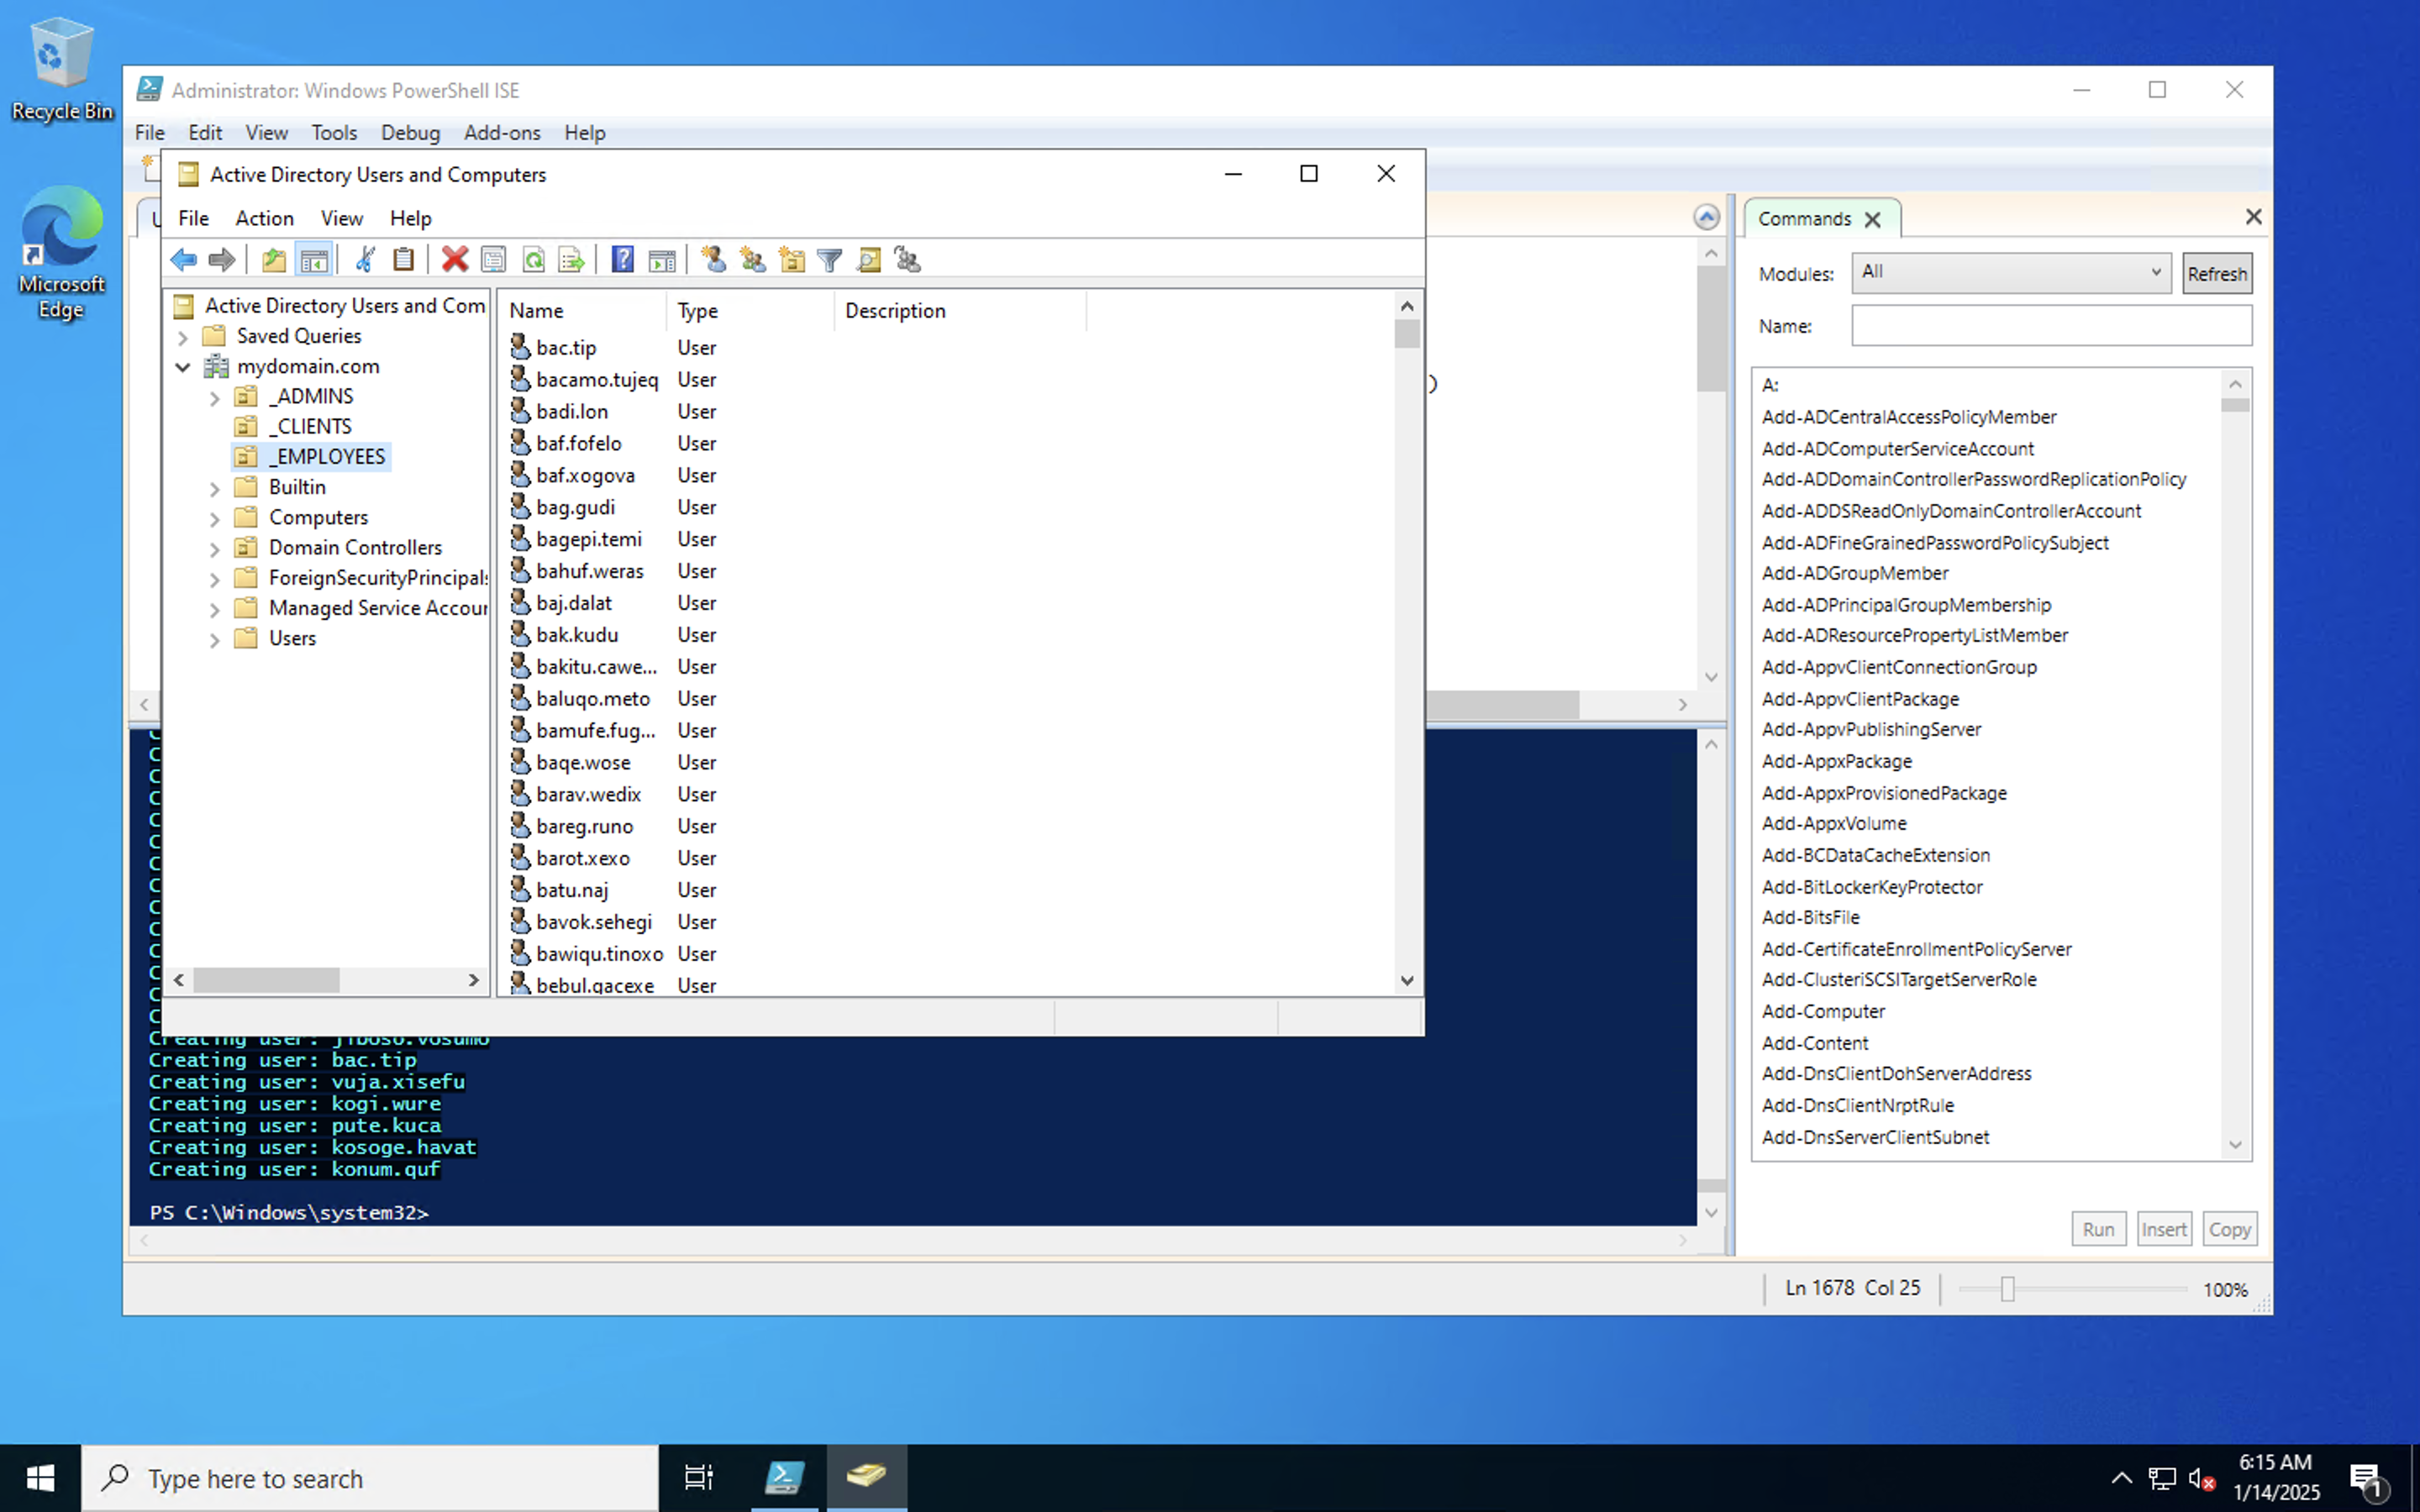 Recycle Bin
Microsoft
Edge
Administrator: Windows PowerShell ISE
File Edit View Tools Debug Add-ons Help
Active Directory Users and Computers
File Action View Help
Active Directory Users and Com
Saved Queries
mydomain.com
_ADMINS
_CLIENTS
_EMPLOYEES
Builtin
Computers
Domain Controllers
ForeignSecurityPrincipals
Managed Service Accour
Users
Name Type Description
bac.tip User
bacamo.tujeq User
badi.lon User
baf.fofelo User
baf.xogova User
bag.gudi User
bagepi.temi User
bahuf.weras User
baj.dalat User
bak.kudu User
bakitu.cawe... User
baluqo.meto User
bamufe.fug... User
baqe.wose User
barav.wedix User
bareg.runo User
barot.xexo User
batu.naj User
bavok.sehegi User
bawiqu.tinoxo User
bebul.gacexe User
)
Creating user: jiboso.vosumo
Creating user: bac.tip
Creating user: vuja.xisefu
Creating user: kogi.wure
Creating user: pute.kuca
Creating user: kosoge.havat
Creating user: konum.quf
PS C:\Windows\system32>
Commands
Modules: All Refresh
Name:
A:
Add-ADCentralAccessPolicyMember
Add-ADComputerServiceAccount
Add-ADDomainControllerPasswordReplicationPolicy
Add-ADDSReadOnlyDomainControllerAccount
Add-ADFineGrainedPasswordPolicySubject
Add-ADGroupMember
Add-ADPrincipalGroupMembership
Add-ADResourcePropertyListMember
Add-AppvClientConnectionGroup
Add-AppvClientPackage
Add-AppvPublishingServer
Add-AppxPackage
Add-AppxProvisionedPackage
Add-AppxVolume
Add-BCDataCacheExtension
Add-BitLockerKeyProtector
Add-BitsFile
Add-CertificateEnrollmentPolicyServer
Add-ClusteriSCSITargetServerRole
Add-Computer
Add-Content
Add-DnsClientDohServerAddress
Add-DnsClientNrptRule
Add-DnsServerClientSubnet
Run Insert Copy
Ln 1678 Col 25 100%
Type here to search
6:15 AM
1/14/2025
1